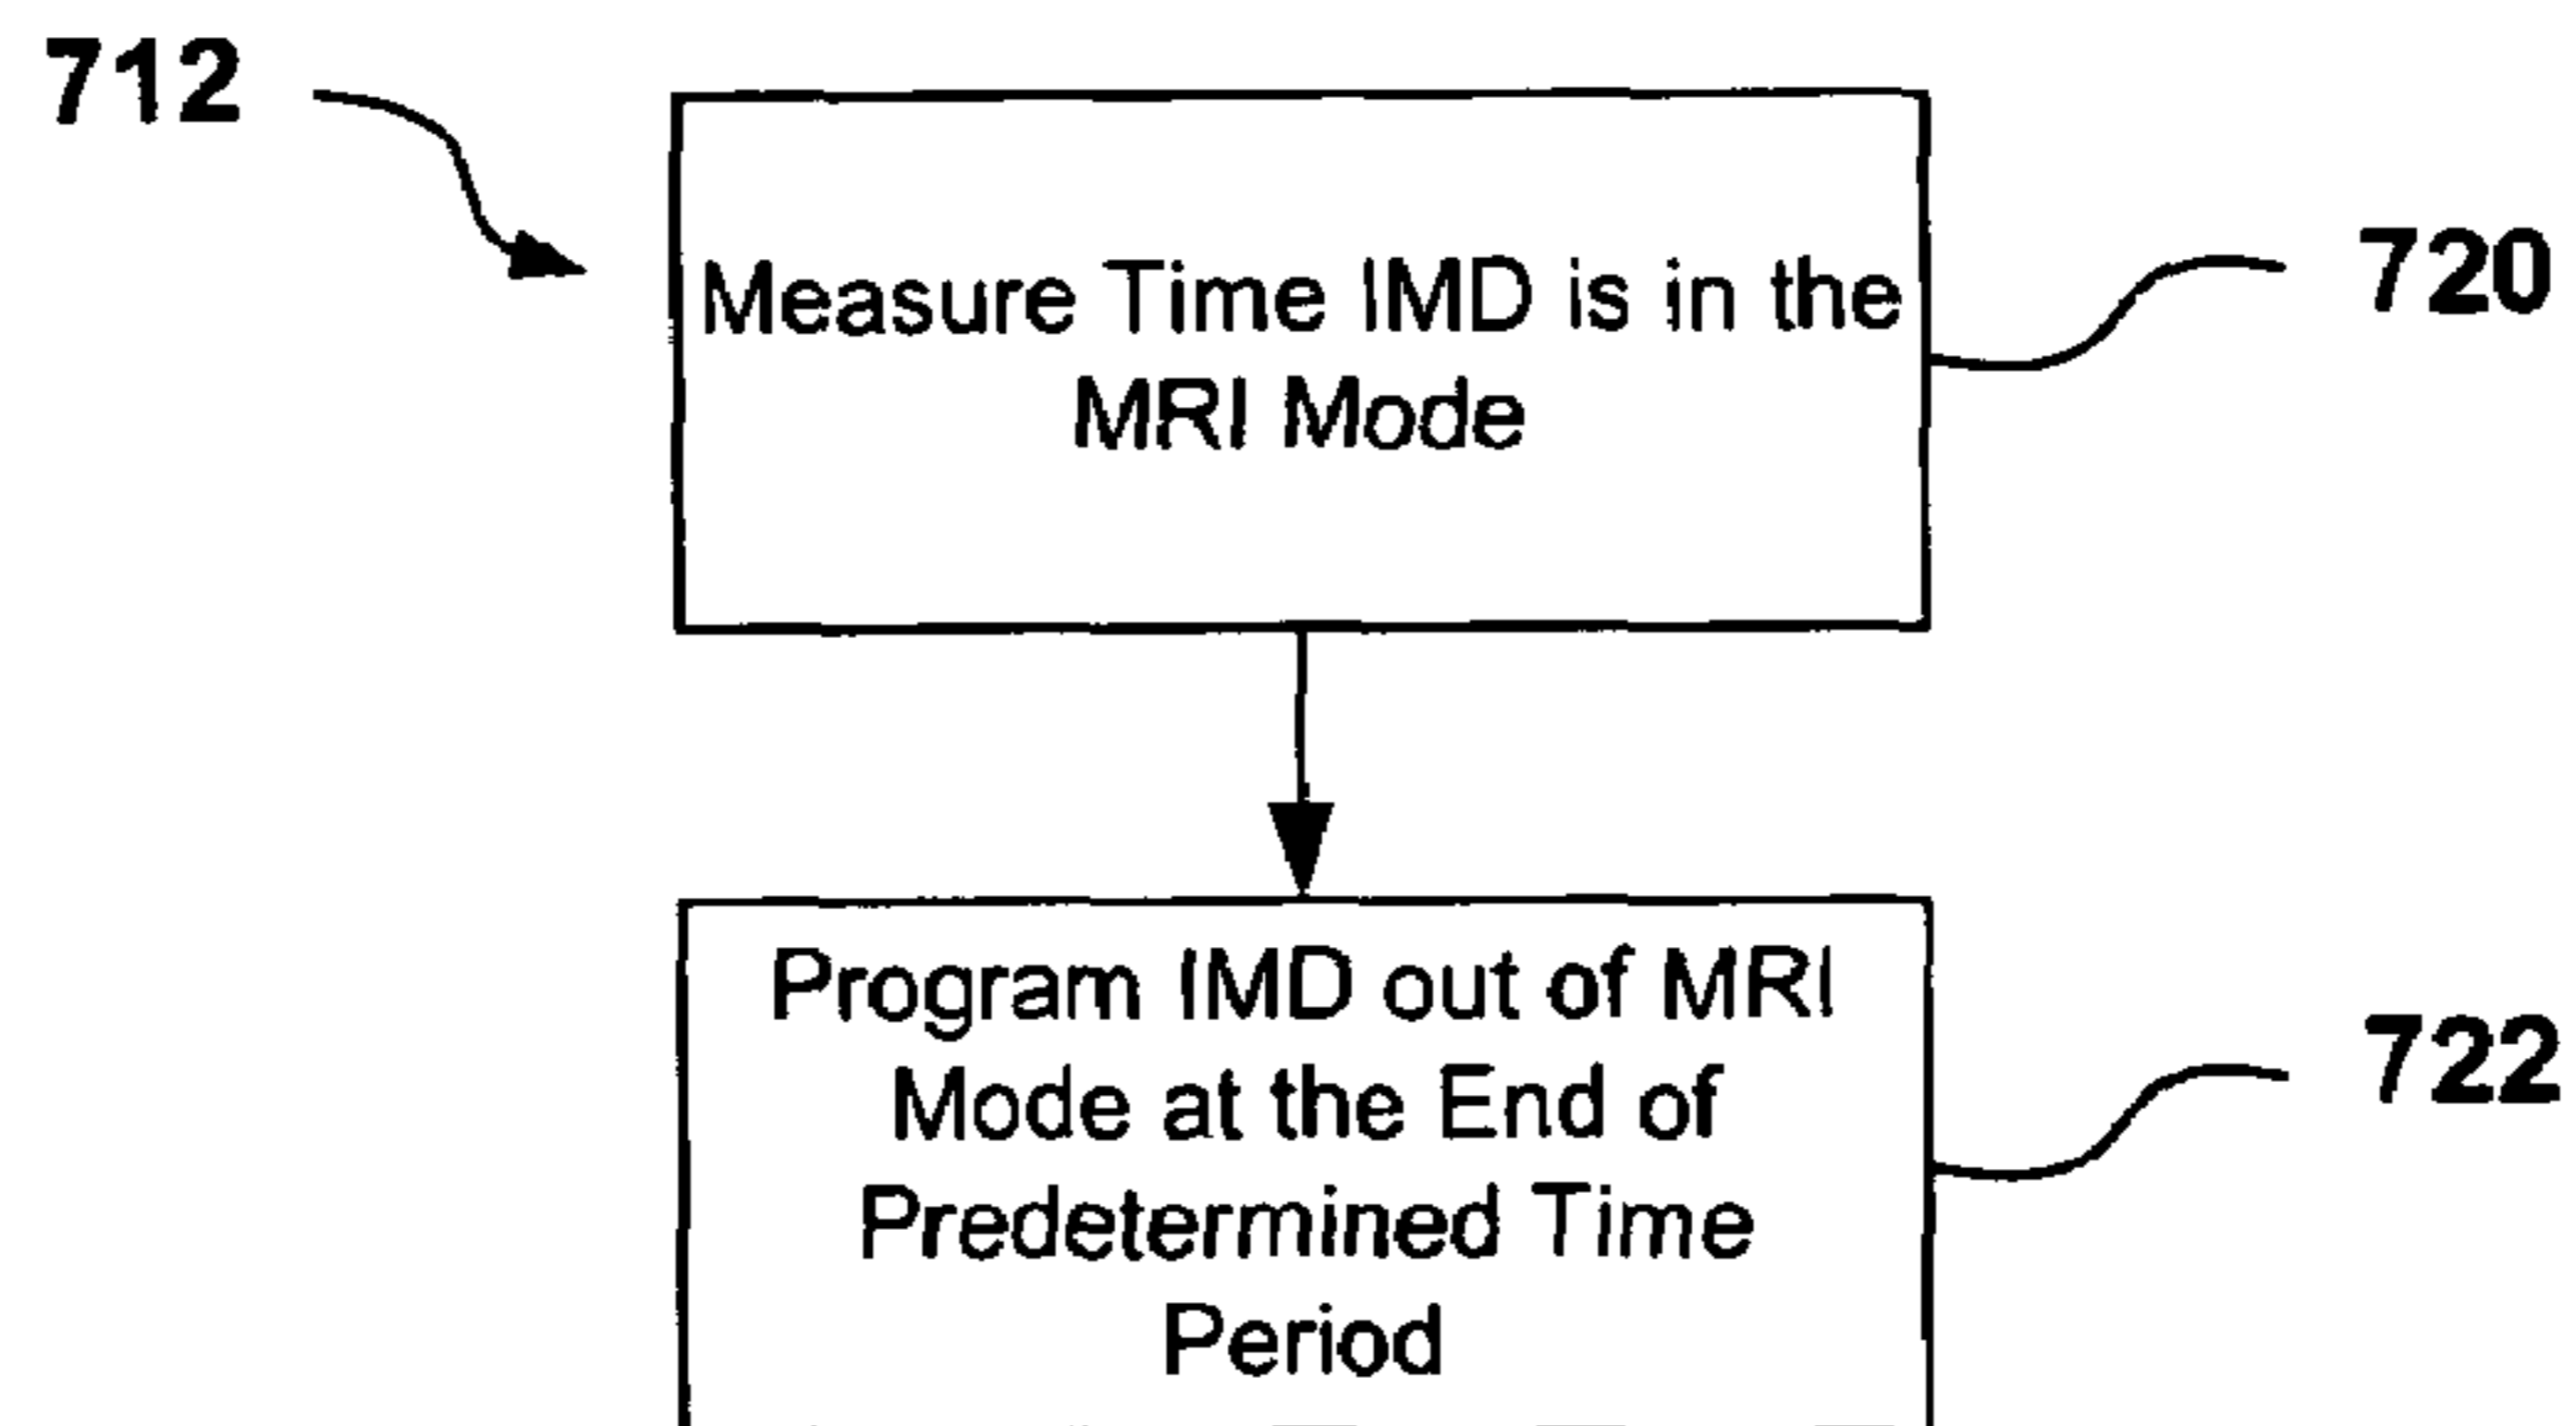 712
Measure Time IMD is in the
MRI Mode
720
Program IMD out of MRI
Mode at the End of
Predetermined Time
Period
722